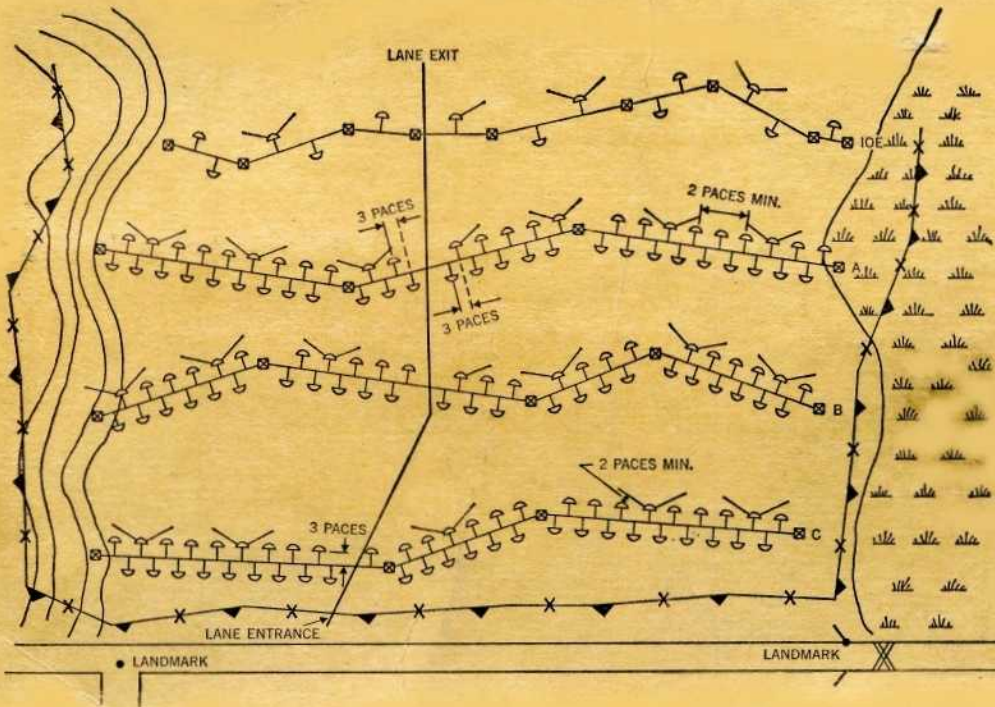 LANE EXIT
IOE
2 PACES MIN.
3 PACES
A
3 PACES
B
2 PACES MIN.
3 PACES
C
LANE ENTRANCE
LANDMARK
LANDMARK